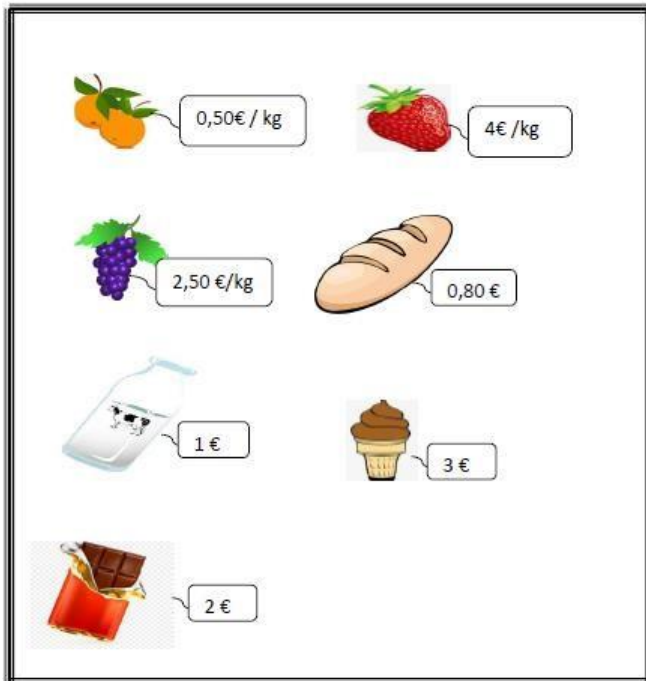 0,50€ / kg
4€ /kg
2,50 €/kg
0,80 €
1 €
3 €
2 €